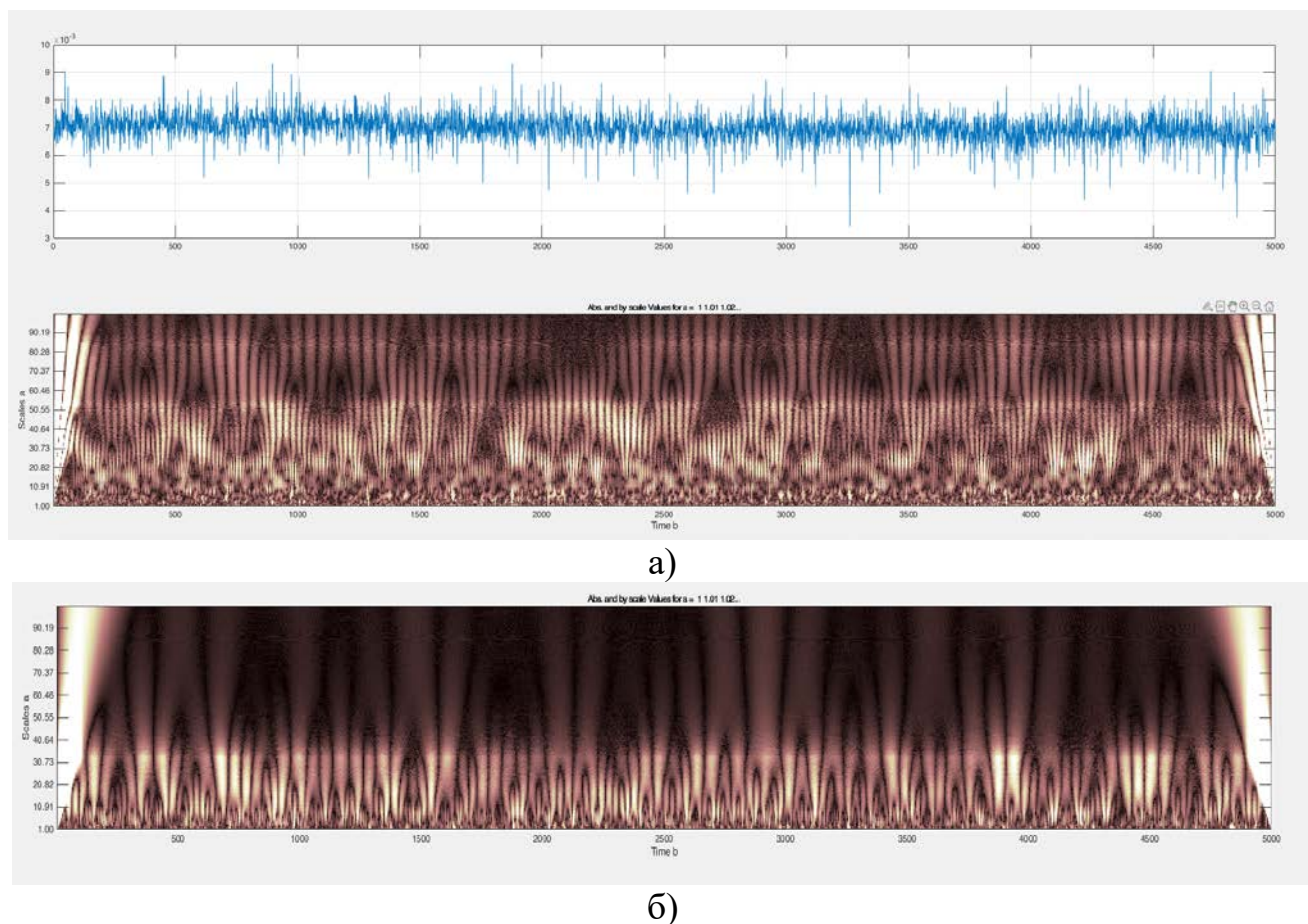 10 ×10⁻³
9
8
7
6
5
4
3
0 500 1000 1500 2000 2500 3000 3500 4000 4500 5000
Abs. and by scale Values for a = 1 1.01 1.02...
90.19
80.28
70.37
60.46
50.55
40.64
30.73
20.82
10.91
1.00
Scales a
500 1000 1500 2000 2500 3000 3500 4000 4500 5000
Time b
а)
Abs. and by scale Values for a = 1 1.01 1.02...
90.19
80.28
70.37
60.46
50.55
40.64
30.73
20.82
10.91
1.00
Scales a
500 1000 1500 2000 2500 3000 3500 4000 4500 5000
Time b
б)